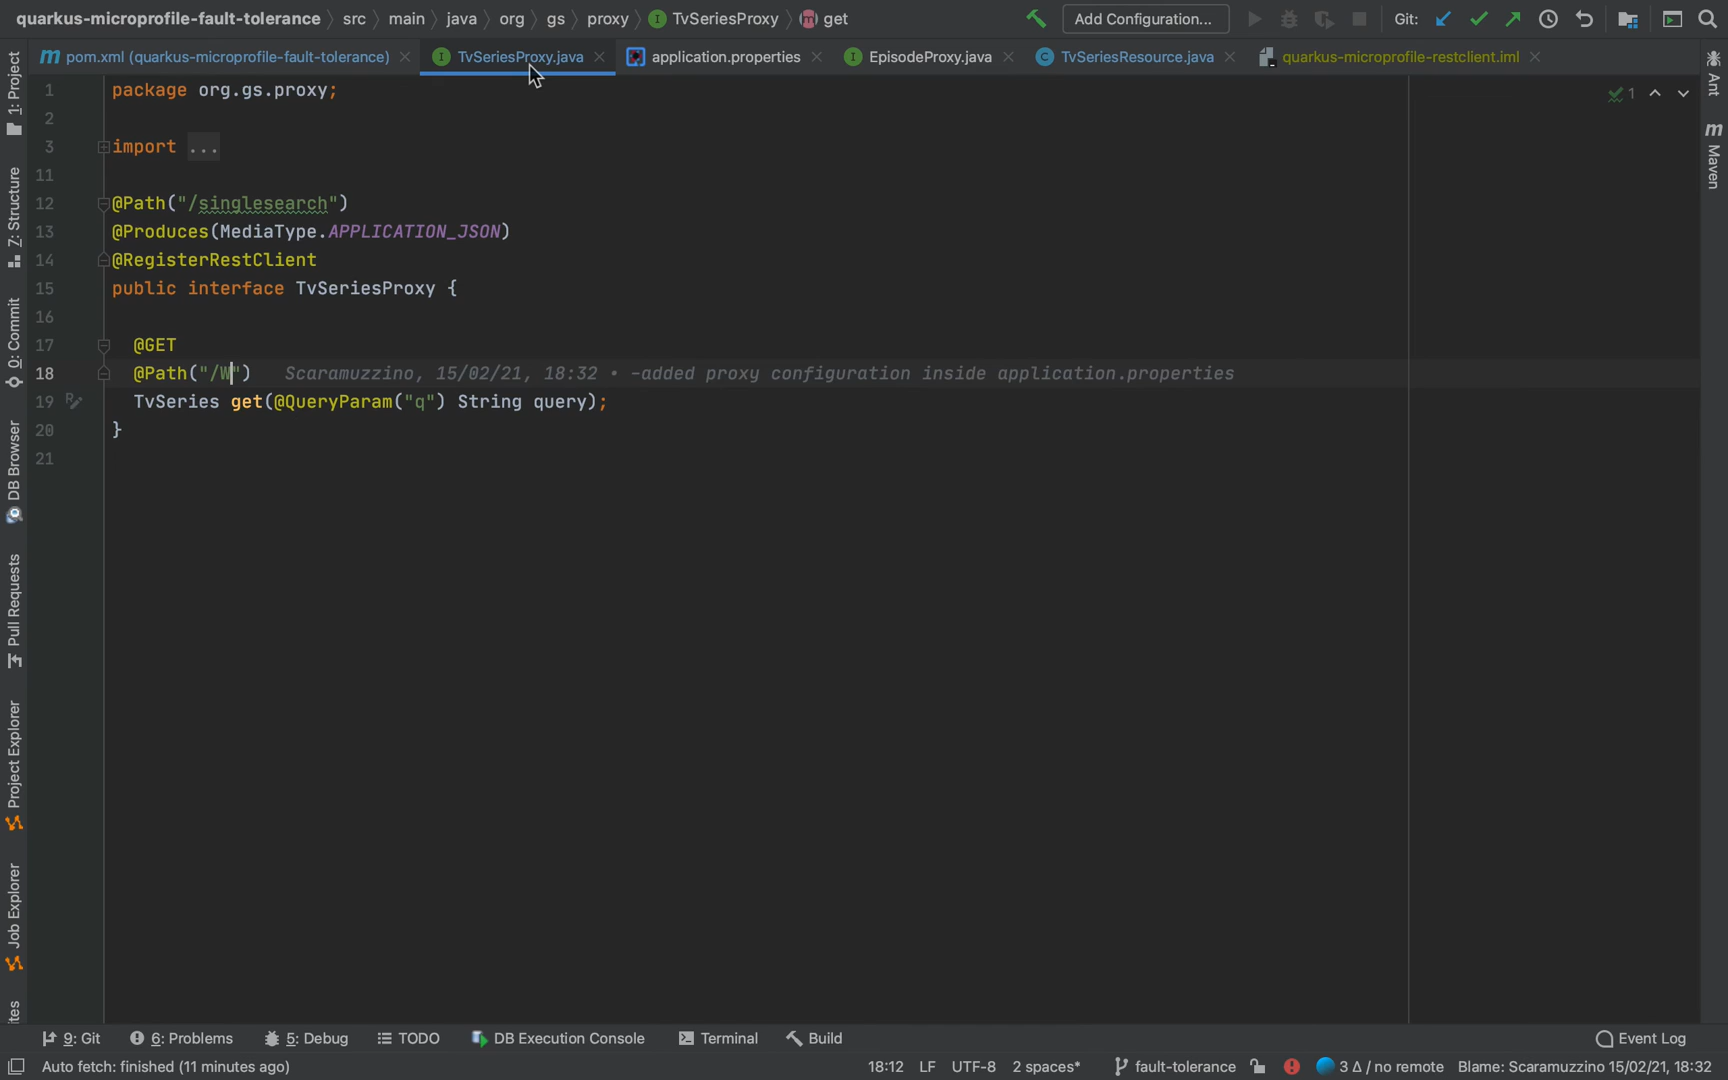 quarkus-microprofile-fault-tolerance src main java org gs proxy I TvSeriesProxy m get
Add Configuration... Git:
m pom.xml (quarkus-microprofile-fault-tolerance) I TvSeriesProxy.java application.properties I EpisodeProxy.java C TvSeriesResource.java quarkus-microprofile-restclient.iml
1 package org.gs.proxy;
1
2
3 import ...
11
12 @Path("/singlesearch")
13 @Produces(MediaType.APPLICATION_JSON)
14 @RegisterRestClient
15 public interface TvSeriesProxy {
16
17 @GET
18 @Path("/W") Scaramuzzino, 15/02/21, 18:32 • -added proxy configuration inside application.properties
19 TvSeries get(@QueryParam("q") String query);
20 }
21
1: Project
Z: Structure
0: Commit
DB Browser
Pull Requests
Project Explorer
Job Explorer
ites
Ant
m Maven
9: Git 6: Problems 5: Debug TODO DB Execution Console Terminal Build Event Log
Auto fetch: finished (11 minutes ago) 18:12 LF UTF-8 2 spaces* fault-tolerance 3 Δ / no remote Blame: Scaramuzzino 15/02/21, 18:32